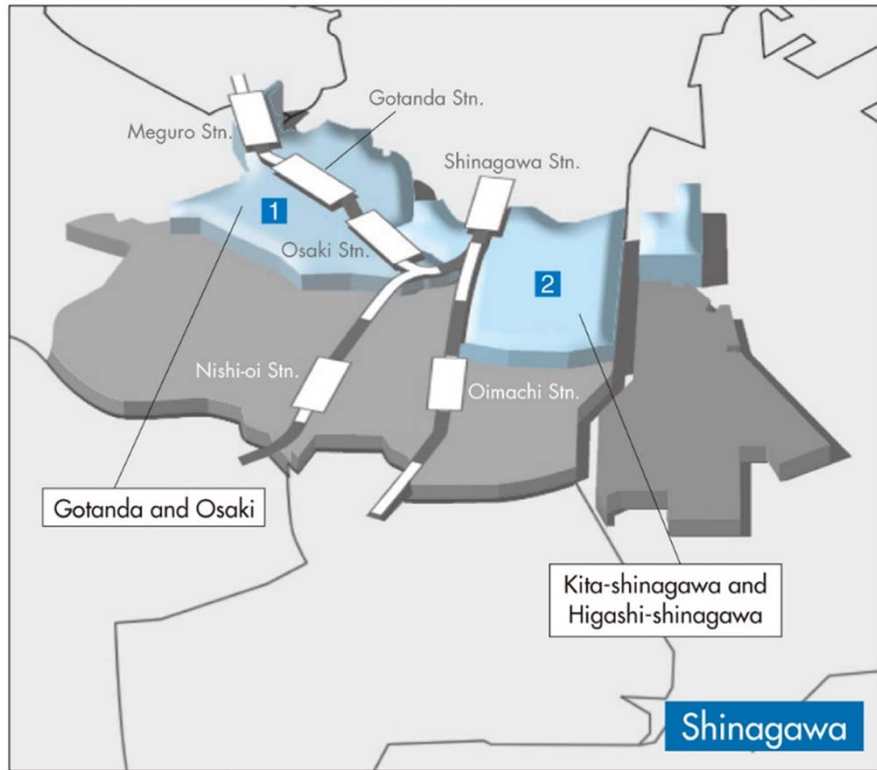 Gotanda Stn.
Meguro Stn.
Shinagawa Stn.
1
Osaki Stn.
2
Nishi-oi Stn.
Oimachi Stn.
Gotanda and Osaki
Kita-shinagawa and
Higashi-shinagawa
Shinagawa